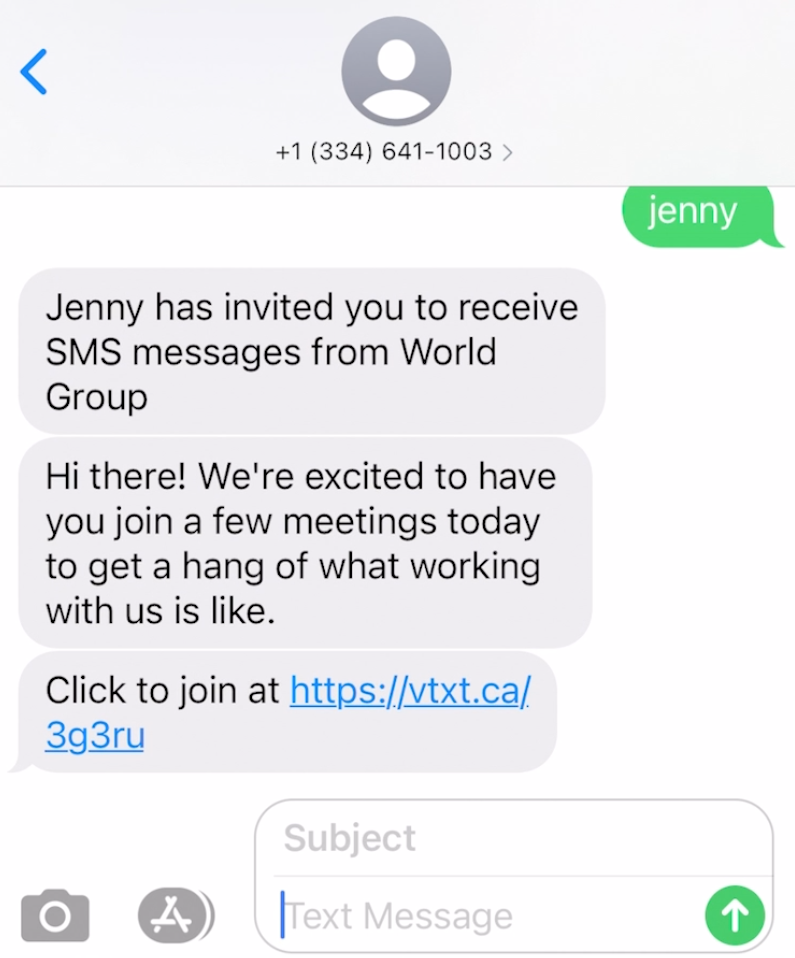 +1 (334) 641-1003
jenny
Jenny has invited you to receive
SMS messages from World
Group
Hi there! We're excited to have
you join a few meetings today
to get a hang of what working
with us is like.
Click to join at https://vtxt.ca/
3g3ru
Subject
Text Message